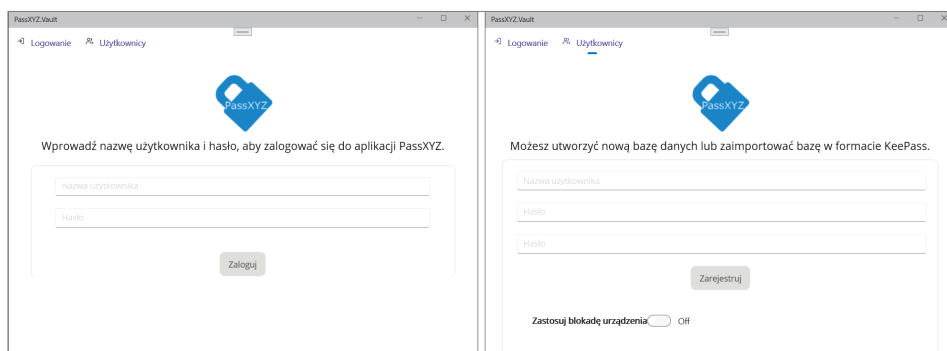 PassXYZ.Vault
Logowanie Użytkownicy
PassXYZ
Wprowadź nazwę użytkownika i hasło, aby zalogować się do aplikacji PassXYZ.
Nazwa użytkownika
Hasło
Zaloguj
PassXYZ.Vault
Logowanie Użytkownicy
PassXYZ
Możesz utworzyć nową bazę danych lub zaimportować bazę w formacie KeePass.
Nazwa użytkownika
Hasło
Hasło
Zarejestruj
Zastosuj blokadę urządzenia Off